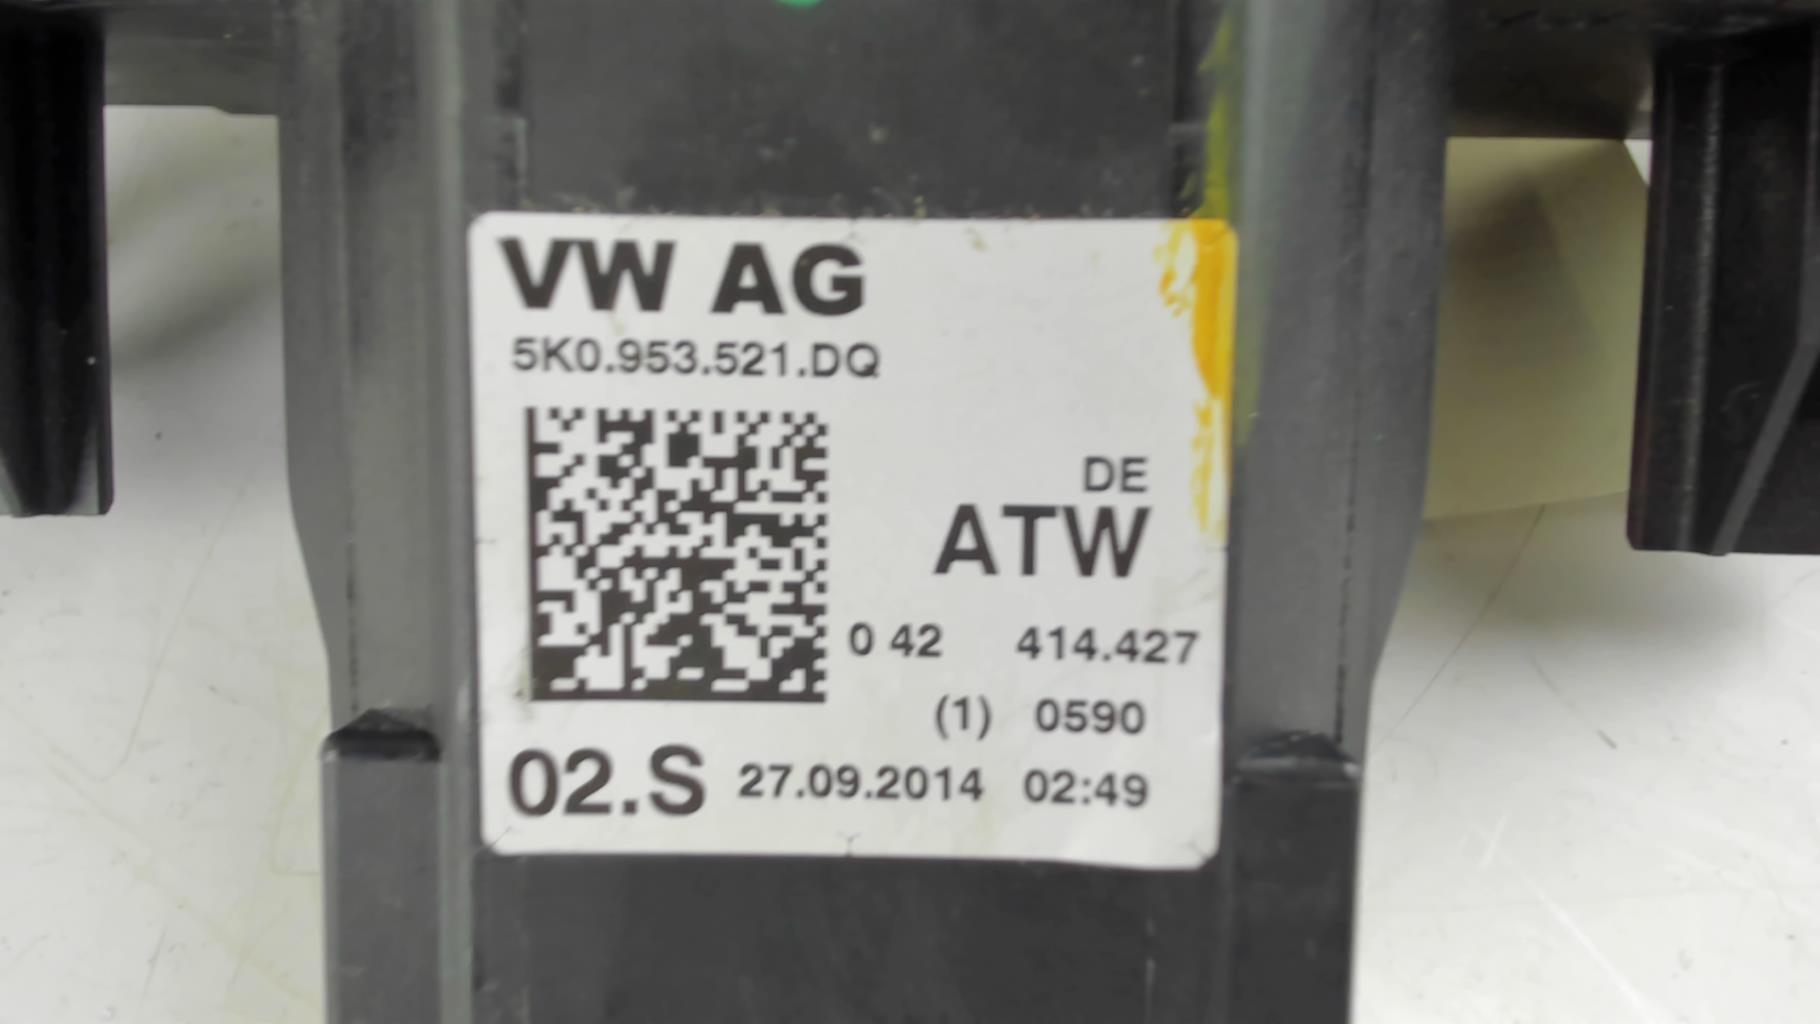 VW AG
5K0.953.521.DQ
DE
ATW
0 42 414.427
(1) 0590
02.S 27.09.2014 02:49